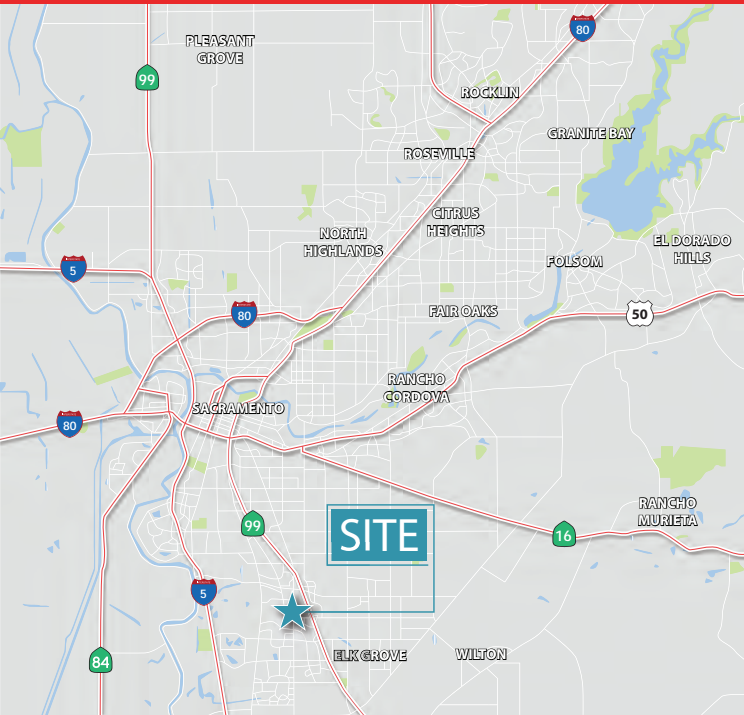 80
PLEASANT
GROVE
99
ROCKLIN
GRANITE BAY
ROSEVILLE
CITRUS
HEIGHTS
NORTH
HIGHLANDS
EL DORADO
HILLS
FOLSOM
5
80
FAIR OAKS
50
RANCHO
CORDOVA
SACRAMENTO
80
RANCHO
MURIETA
99
SITE
16
5
ELK GROVE
WILTON
84